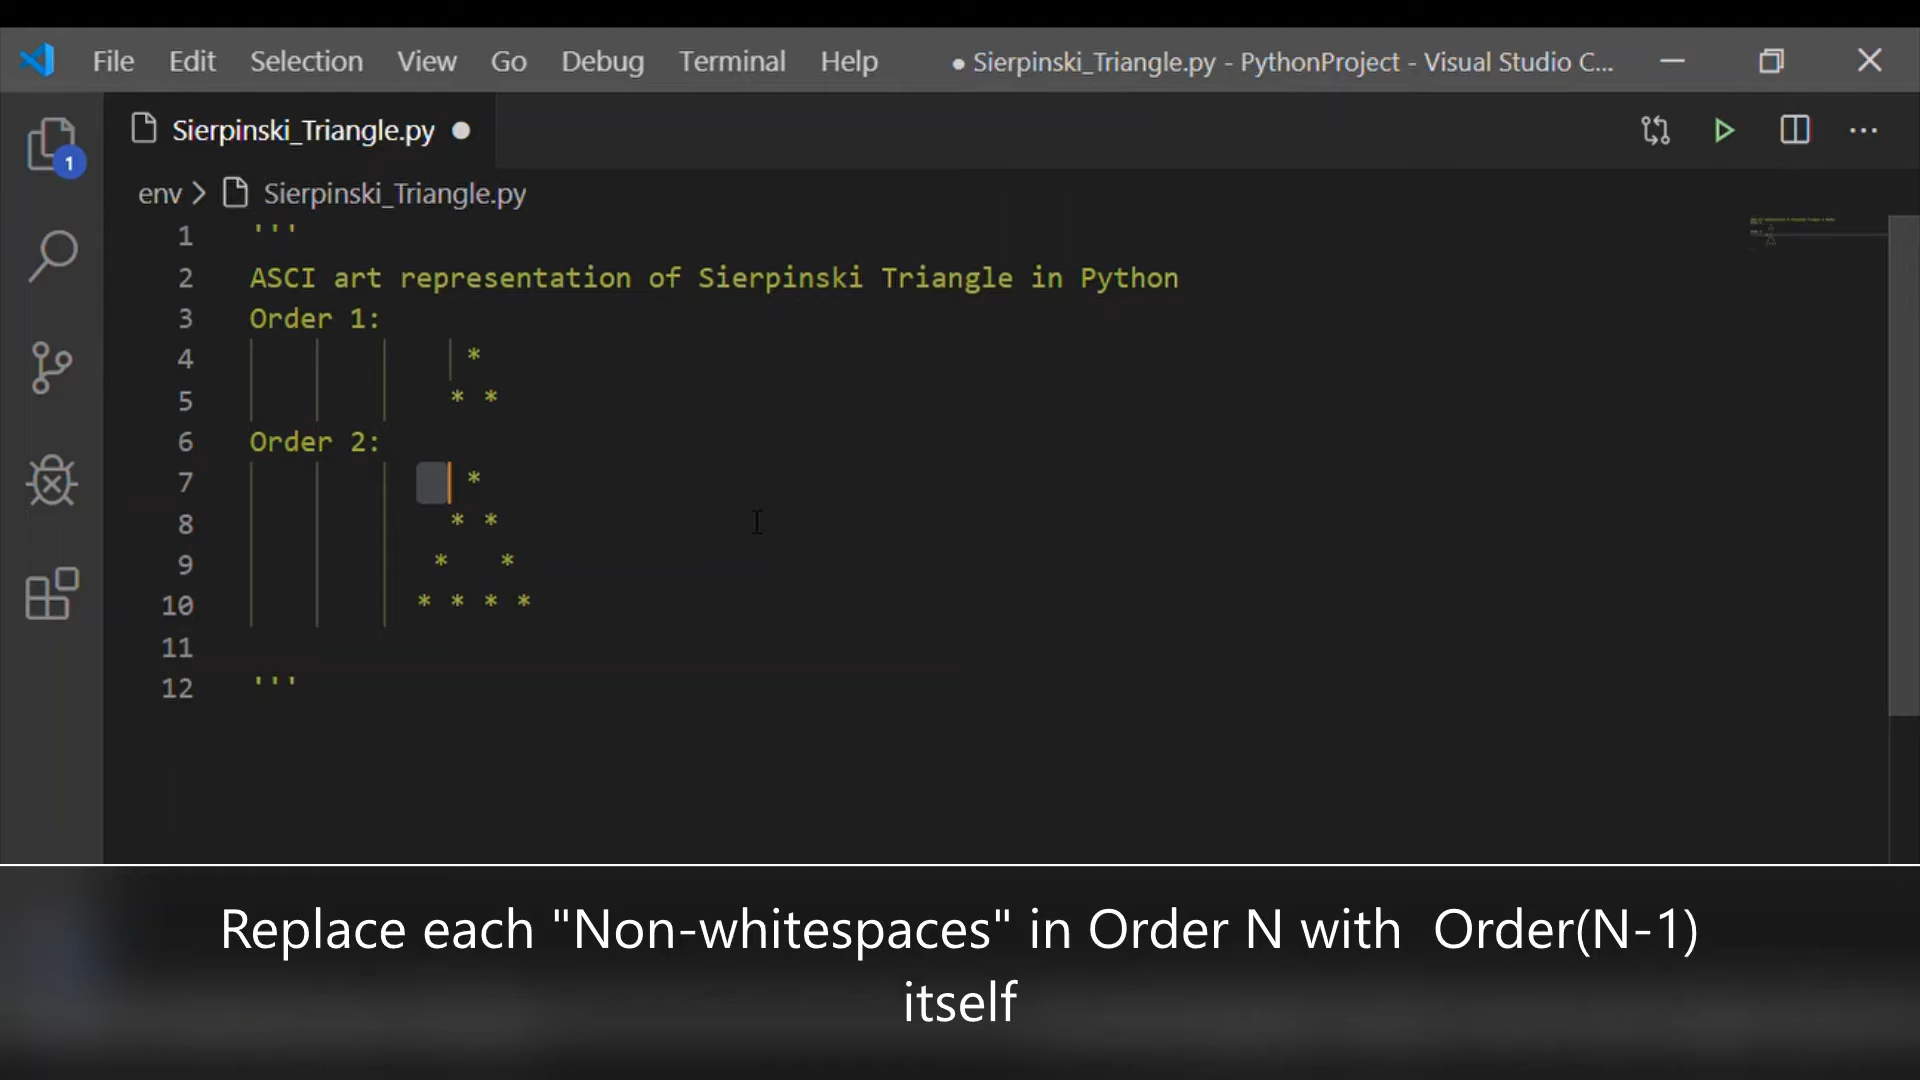 File Edit Selection View Go Debug Terminal Help ● Sierpinski_Triangle.py - PythonProject - Visual Studio C...
Sierpinski_Triangle.py
1
env > Sierpinski_Triangle.py
1 '''
2 ASCI art representation of Sierpinski Triangle in Python
3 Order 1:
4 *
5 * *
6 Order 2:
7 *
8 * *
9 *   *
10 * * * *
11
12 '''
Replace each "Non-whitespaces" in Order N with  Order(N-1)
itself